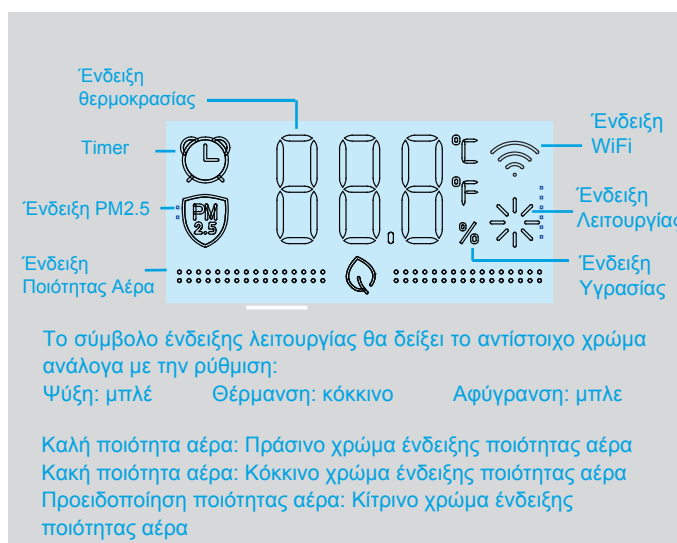 Ένδειξη
θερμοκρασίας
Timer
Ένδειξη PM2.5
Ένδειξη
Ποιότητας Αέρα
PM
2.5
888
°C
°F
%
Ένδειξη
WiFi
Ένδειξη
Λειτουργίας
Ένδειξη
Υγρασίας
Το σύμβολο ένδειξης λειτουργίας θα δείξει το αντίστοιχο χρώμα
ανάλογα με την ρύθμιση:
Ψύξη: μπλέ Θέρμανση: κόκκινο Αφύγρανση: μπλε
Καλή ποιότητα αέρα: Πράσινο χρώμα ένδειξης ποιότητας αέρα
Κακή ποιότητα αέρα: Κόκκινο χρώμα ένδειξης ποιότητας αέρα
Προειδοποίηση ποιότητας αέρα: Κίτρινο χρώμα ένδειξης
ποιότητας αέρα